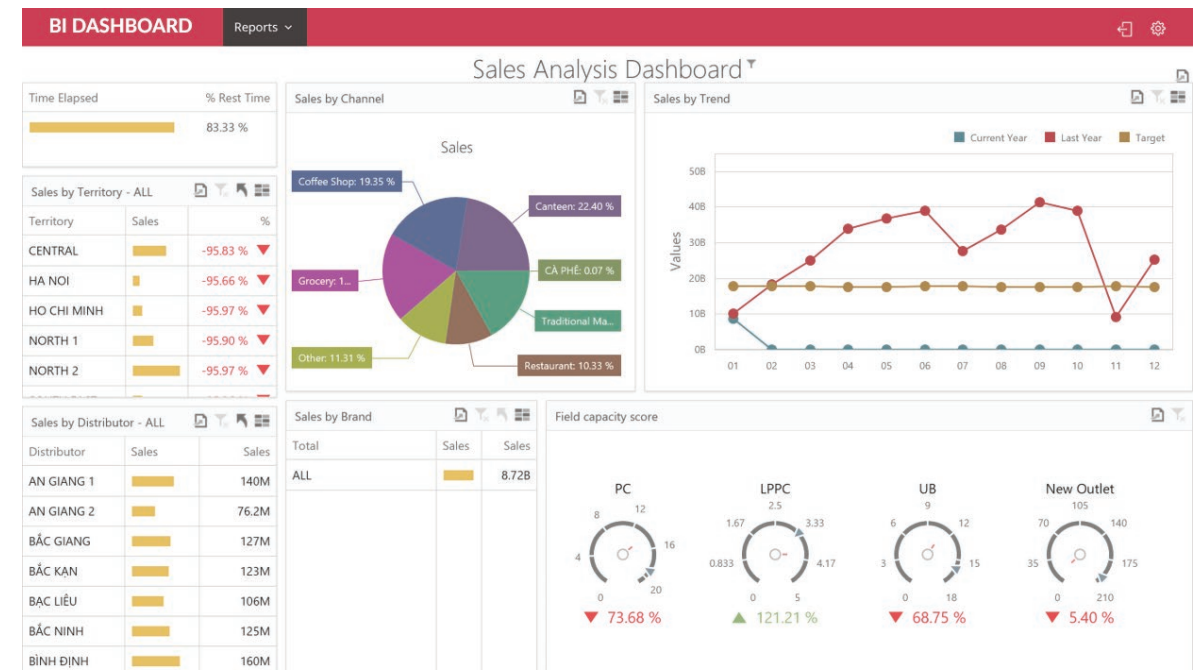 BI DASHBOARD
Reports
Sales Analysis Dashboard
Time Elapsed % Rest Time
83.33 %
Sales by Territory - ALL
Territory Sales %
CENTRAL -95.83 %
HA NOI -95.66 %
HO CHI MINH -95.97 %
NORTH 1 -95.90 %
NORTH 2 -95.97 %
Sales by Distributor - ALL
Distributor Sales Sales
AN GIANG 1 140M
AN GIANG 2 76.2M
BẮC GIANG 127M
BẮC KẠN 123M
BẠC LIÊU 106M
BẮC NINH 125M
BÌNH ĐỊNH 160M
Sales by Channel
Sales
Coffee Shop: 19.35 %
Canteen: 22.40 %
CÀ PHÊ: 0.07 %
Grocery: 1...
Traditional Ma...
Other: 11.31 %
Restaurant: 10.33 %
Sales by Trend
Current Year Last Year Target
Values
50B
40B
30B
20B
10B
0B
01 02 03 04 05 06 07 08 09 10 11 12
Sales by Brand
Total Sales Sales
ALL 8.72B
Field capacity score
PC
0 4 8 12 16 20
73.68 %
LPPC
0 0.833 1.67 2.5 3.33 4.17 5
121.21 %
UB
0 3 6 9 12 15 18
68.75 %
New Outlet
0 35 70 105 140 175 210
5.40 %